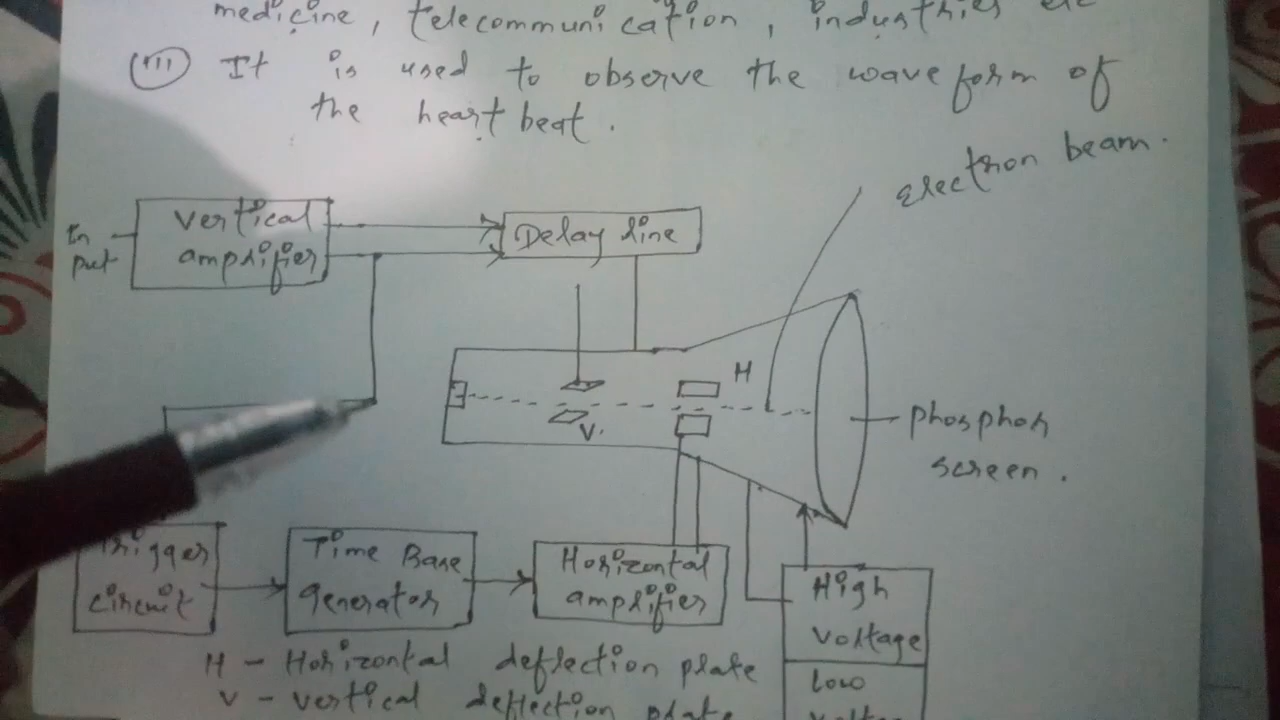 medicine, telecommunication, industries etc
(iii) It is used to observe the wave form of
the heart beat.
electron beam.
In
put
Vertical
amplifier
Delay line
H
V.
phosphor
screen.
Trigger
circuit
Time Base
generator
Horizontal
amplifier
High
voltage
Low
H - Horizontal deflection plate
V - vertical deflection plate